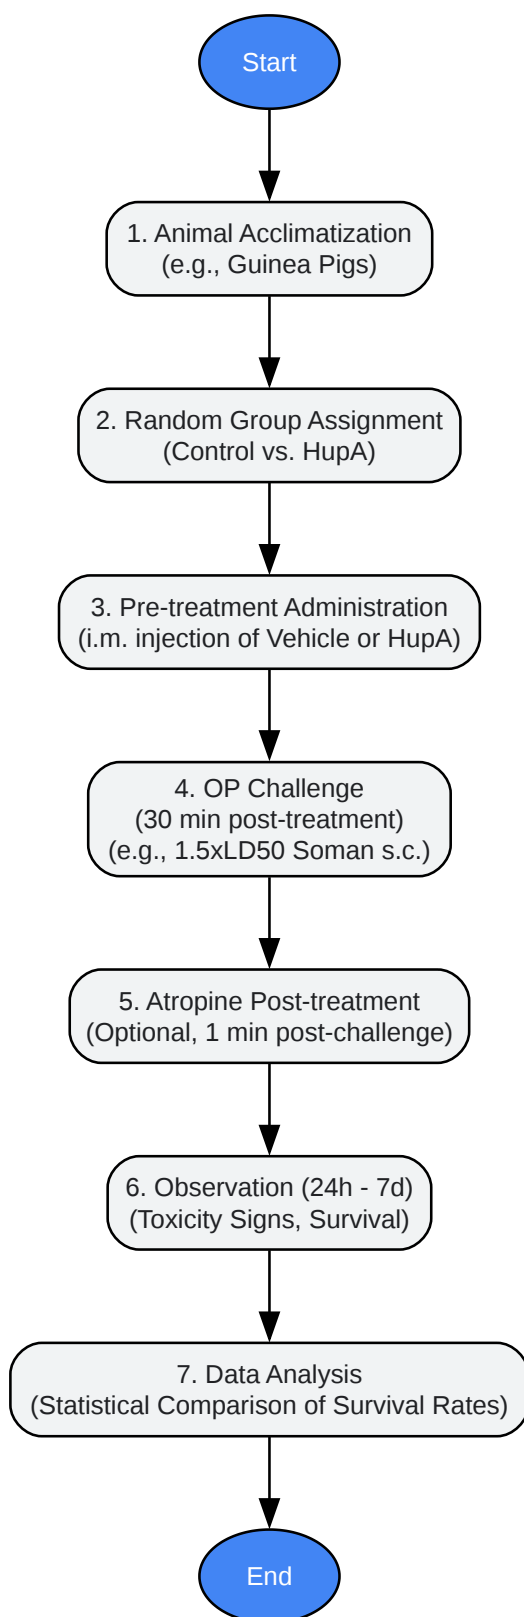 Start
1. Animal Acclimatization
(e.g., Guinea Pigs)
2. Random Group Assignment
(Control vs. HupA)
3. Pre-treatment Administration
(i.m. injection of Vehicle or HupA)
4. OP Challenge
(30 min post-treatment)
(e.g., 1.5xLD50 Soman s.c.)
5. Atropine Post-treatment
(Optional, 1 min post-challenge)
6. Observation (24h - 7d)
(Toxicity Signs, Survival)
7. Data Analysis
(Statistical Comparison of Survival Rates)
End